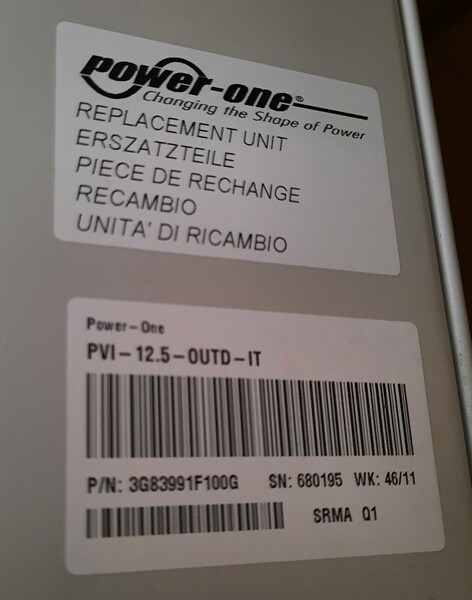 power-one®
Changing the Shape of Power
REPLACEMENT UNIT
ERSZATZTEILE
PIECE DE RECHANGE
RECAMBIO
UNITA' DI RICAMBIO
Power-One
PVI-12.5-OUTD-IT
P/N: 3G83991F100G SN: 680195 WK: 46/11
SRMA Q1